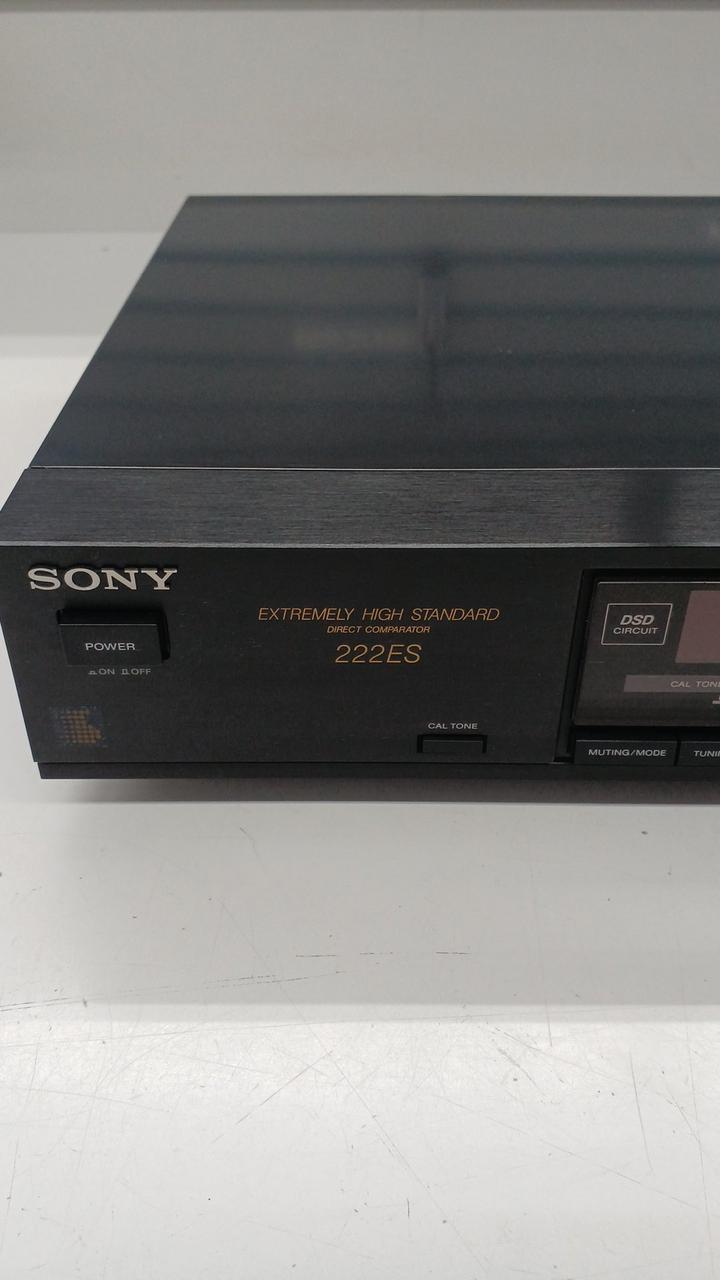 SONY
POWER
ON OFF
EXTREMELY HIGH STANDARD
DIRECT COMPARATOR
222ES
CAL TONE
DSD
CIRCUIT
CAL TONE
MUTING/MODE